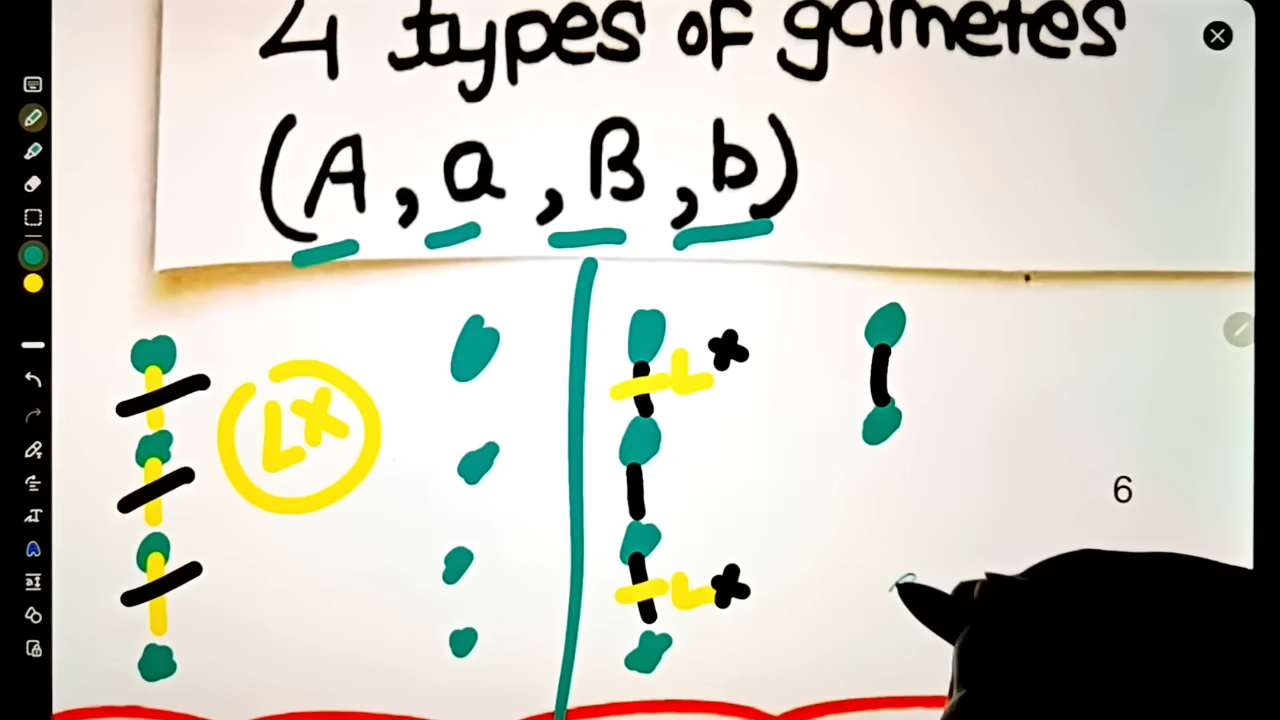 4 types of gametes
(A, a, B, b)
LX
L x
6
L x